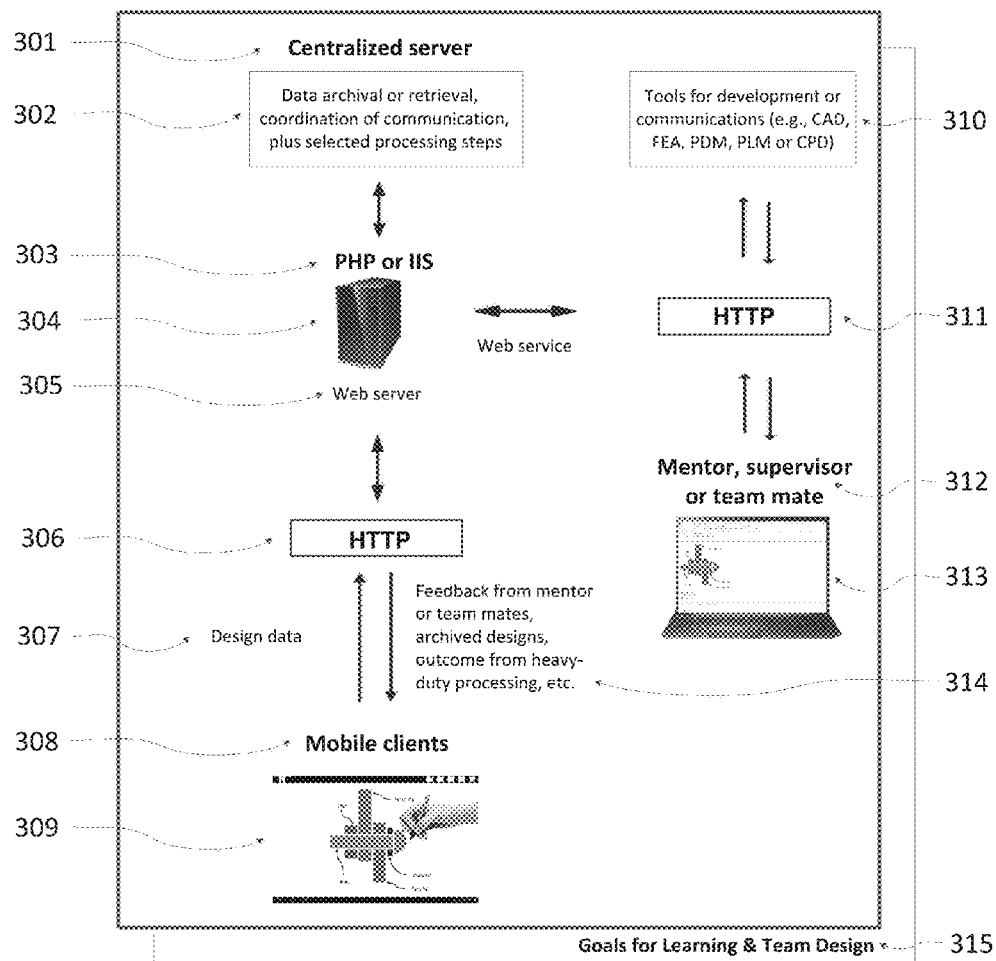 301
Centralized server
302
Data archival or retrieval,
coordination of communication,
plus selected processing steps
Tools for development or
communications (e.g., CAD,
FEA, PDM, PLM or CPD)
310
303
PHP or IIS
304
Web service
HTTP
311
305
Web server
Mentor, supervisor
or team mate
312
306
HTTP
313
307
Design data
Feedback from mentor
or team mates,
archived designs,
outcome from heavy-
duty processing, etc.
314
308
Mobile clients
309
Goals for Learning & Team Design
315